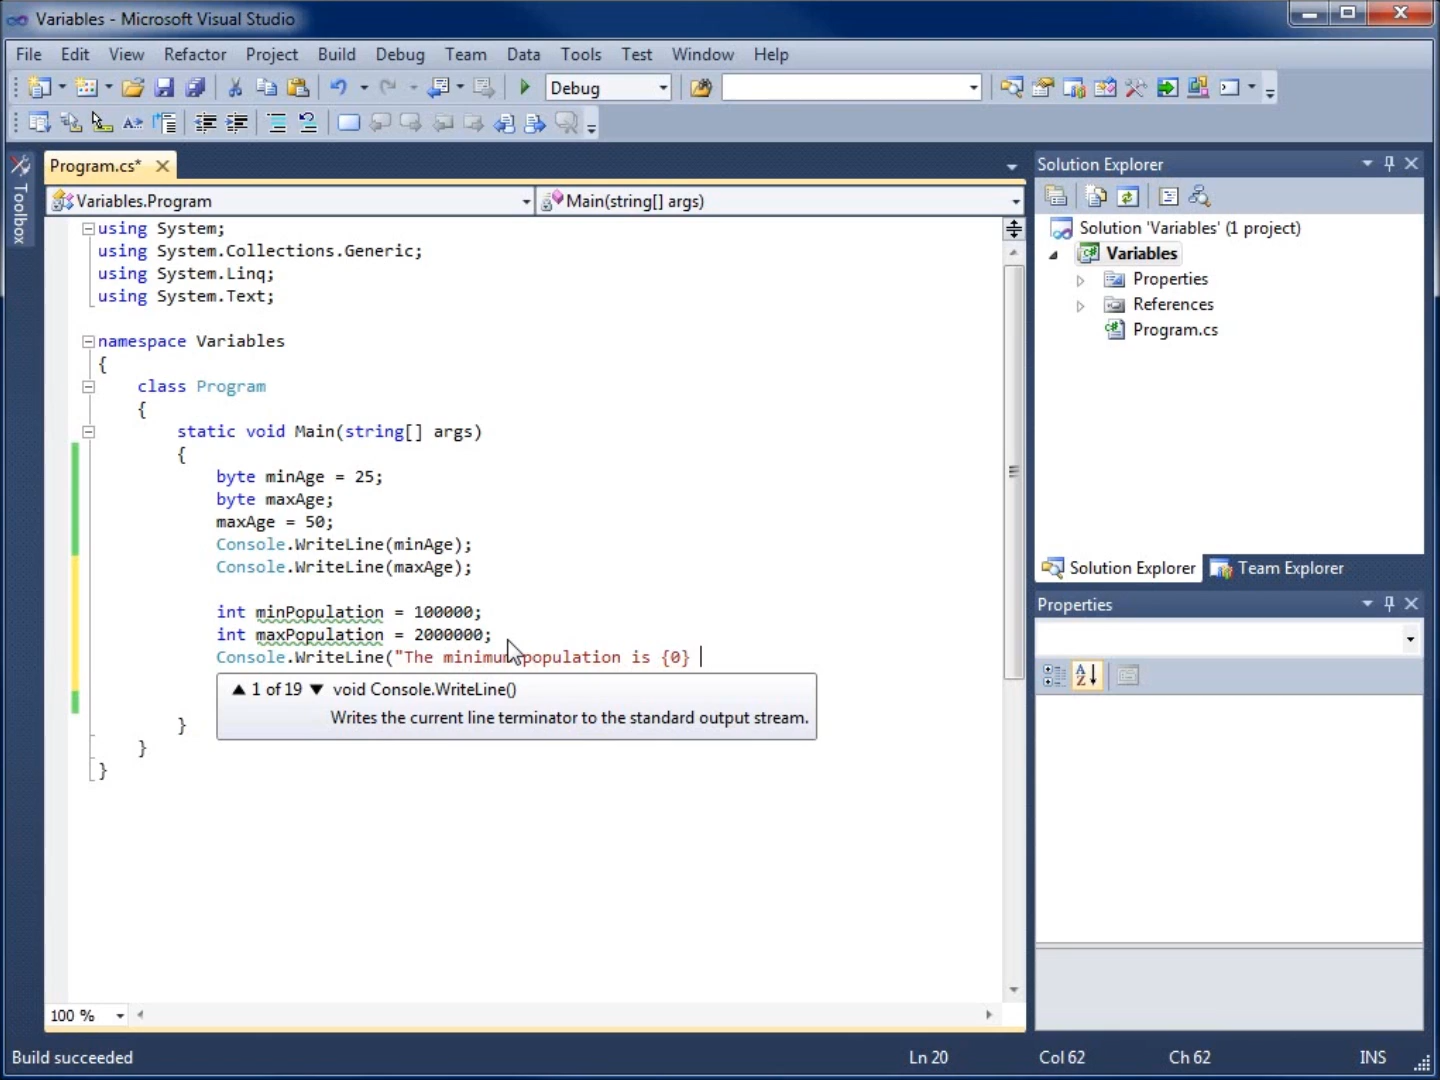 Variables - Microsoft Visual Studio
File Edit View Refactor Project Build Debug Team Data Tools Test Window Help
Debug
Toolbox
Program.cs*
Variables.Program
Main(string[] args)
using System;
using System.Collections.Generic;
using System.Linq;
using System.Text;
namespace Variables
{
class Program
{
static void Main(string[] args)
{
byte minAge = 25;
byte maxAge;
maxAge = 50;
Console.WriteLine(minAge);
Console.WriteLine(maxAge);
int minPopulation = 100000;
int maxPopulation = 2000000;
Console.WriteLine("The minimum population is {0}
1 of 19 void Console.WriteLine()
Writes the current line terminator to the standard output stream.
}
}
}
100 %
Solution Explorer
Solution 'Variables' (1 project)
Variables
Properties
References
Program.cs
Solution Explorer Team Explorer
Properties
Build succeeded Ln 20 Col 62 Ch 62 INS